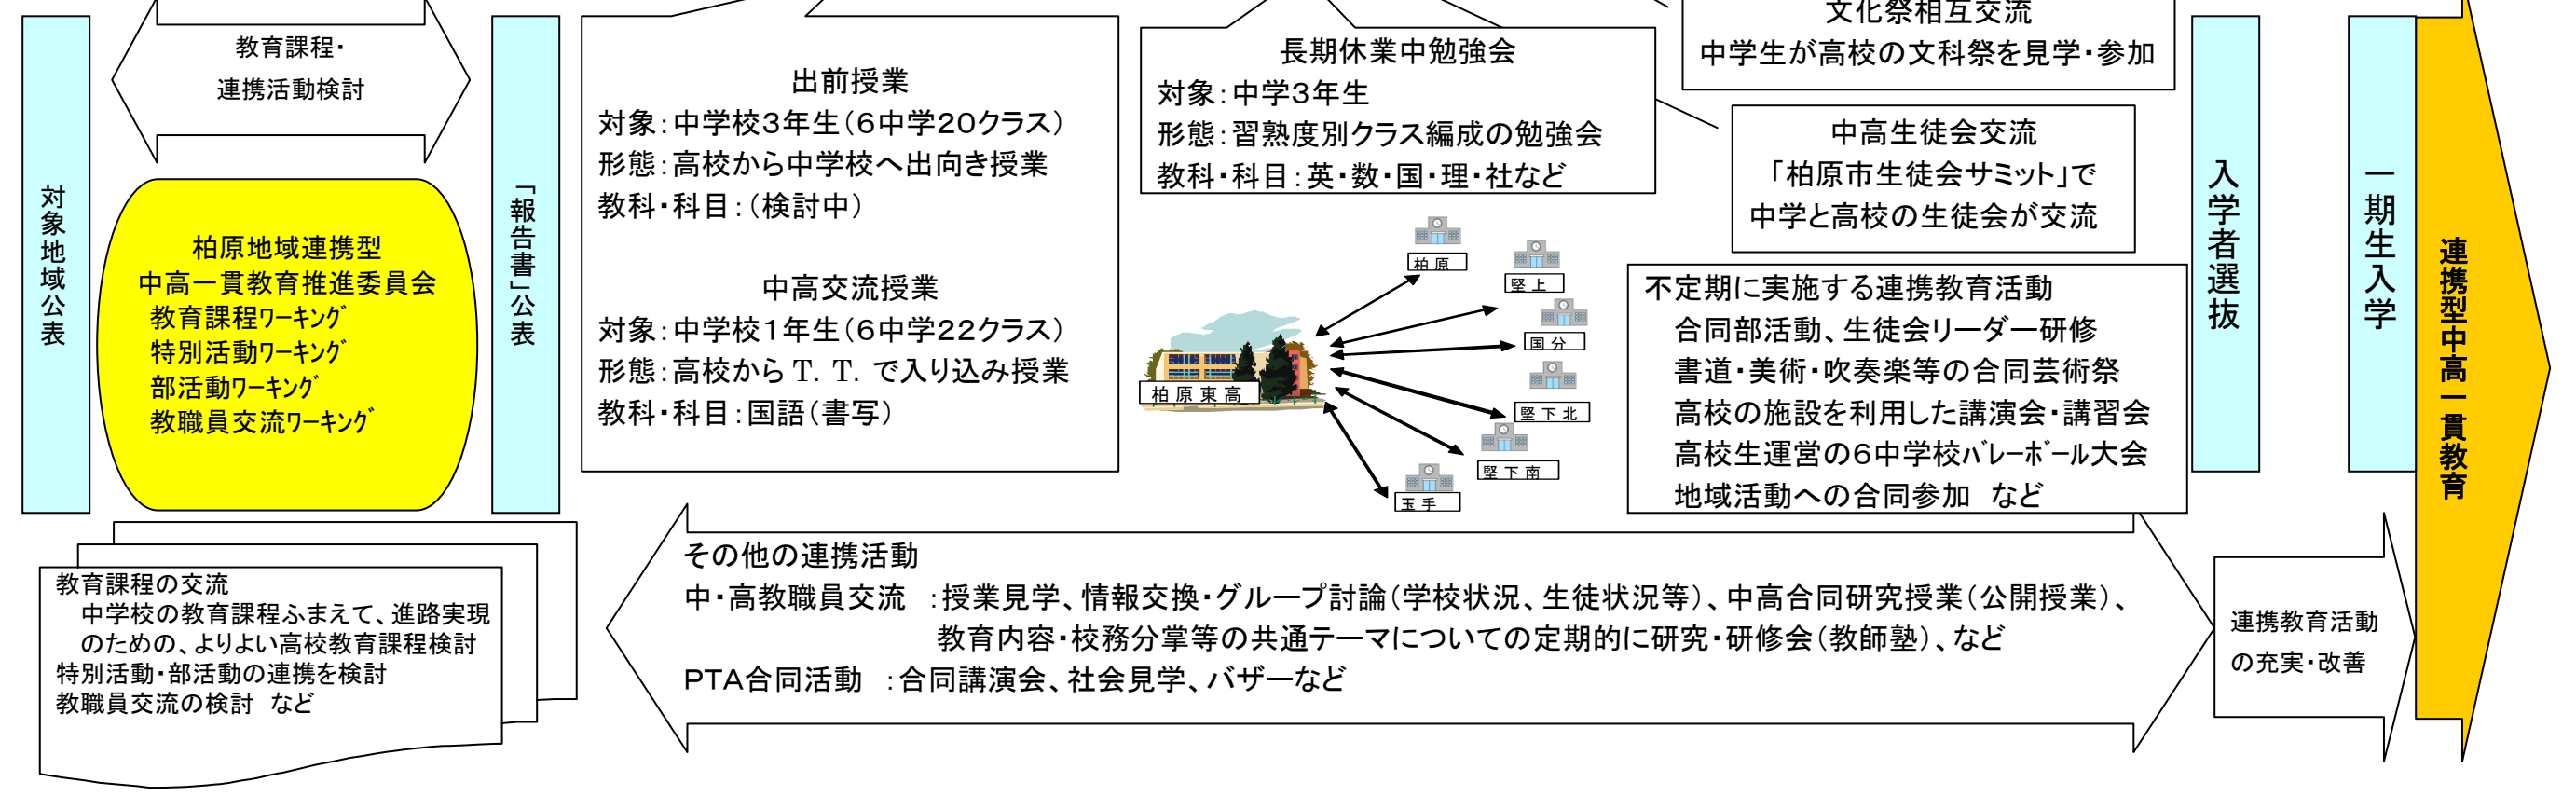 対象地域公表
教育課程・
連携活動検討
柏原地域連携型
中高一貫教育推進委員会
教育課程ﾜｰｷﾝｸﾞ
特別活動ﾜｰｷﾝｸﾞ
部活動ﾜｰｷﾝｸﾞ
教職員交流ﾜｰｷﾝｸﾞ
「報告書」公表
教育課程の交流
中学校の教育課程ふまえて、進路実現
のための、よりよい高校教育課程検討
特別活動・部活動の連携を検討
教職員交流の検討　など
出前授業
対象：中学校３年生（６中学２０クラス）
形態：高校から中学校へ出向き授業
教科・科目：（検討中）
中高交流授業
対象：中学校１年生（６中学２２クラス）
形態：高校から T. T. で入り込み授業
教科・科目：国語（書写）
長期休業中勉強会
対象：中学３年生
形態：習熟度別クラス編成の勉強会
教科・科目：英・数・国・理・社など
文化祭相互交流
中学生が高校の文科祭を見学・参加
中高生徒会交流
「柏原市生徒会サミット」で
中学と高校の生徒会が交流
柏原
堅上
国分
堅下北
堅下南
玉手
柏原東高
不定期に実施する連携教育活動
合同部活動、生徒会リーダー研修
書道・美術・吹奏楽等の合同芸術祭
高校の施設を利用した講演会・講習会
高校生運営の６中学校ﾊﾞﾚｰﾎﾞｰﾙ大会
地域活動への合同参加　など
その他の連携活動
中・高教職員交流　：授業見学、情報交換・グループ討論（学校状況、生徒状況等）、中高合同研究授業（公開授業）、
教育内容・校務分掌等の共通テーマについての定期的に研究・研修会（教師塾）、など
ＰＴＡ合同活動　：合同講演会、社会見学、バザーなど
入学者選抜
一期生入学
連携教育活動
の充実・改善
連携型中高一貫教育